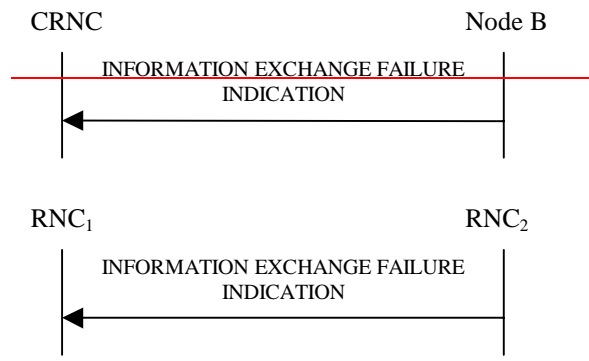 CRNC Node B
INFORMATION EXCHANGE FAILURE
INDICATION
RNC₁ RNC₂
INFORMATION EXCHANGE FAILURE
INDICATION